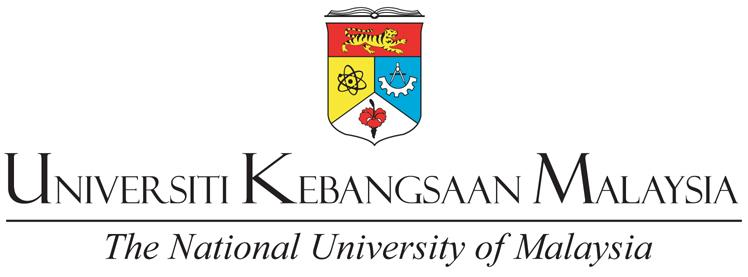 UNIVERSITI KEBANGSAAN MALAYSIA
The National University of Malaysia